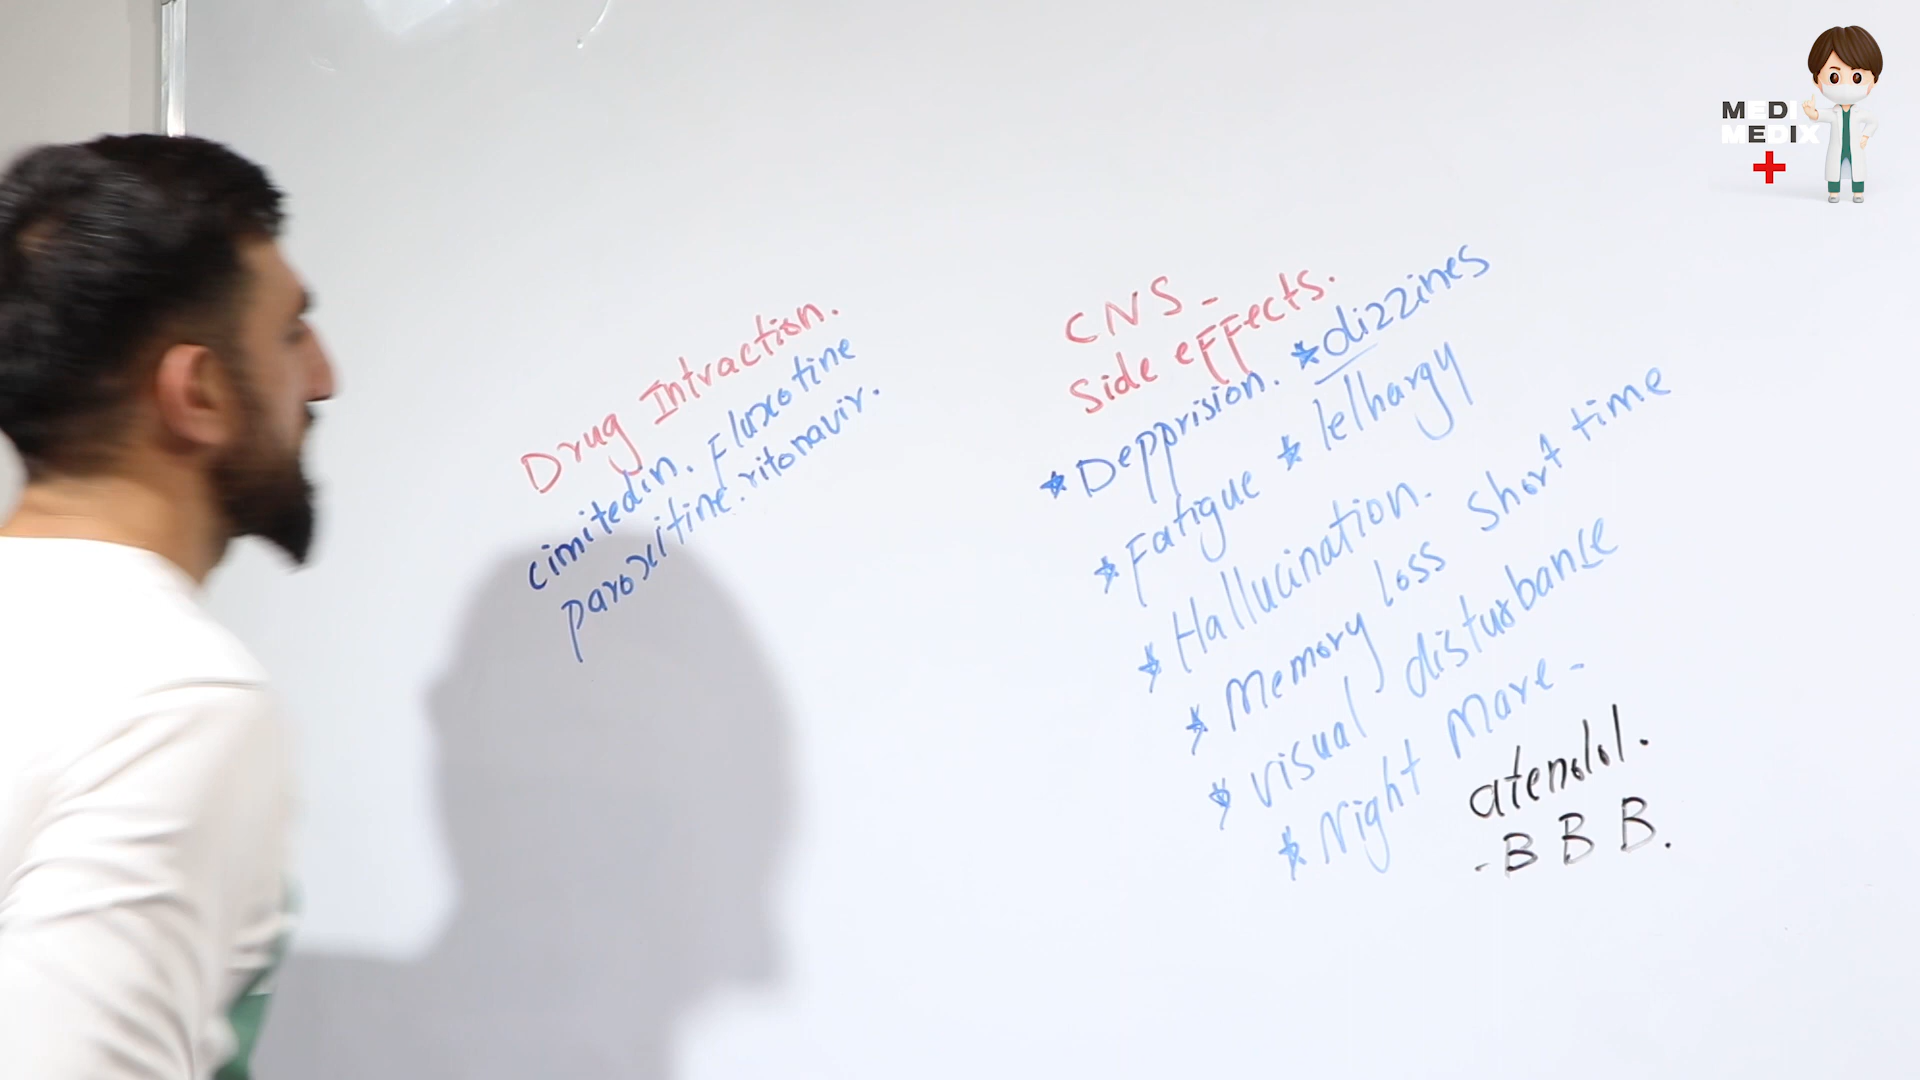 MEDI
MEDIX
Drug Intraction.
cimitedin. Fluxotine
paroxitine. ritonavir.
CNS -
Side effects.
* Depprision. * dizzines
* Fatigue * lelhargy
* Hallucination.
* Memory loss short time
* visual disturbance
* Night Mare -
atenolol.
- B B B.